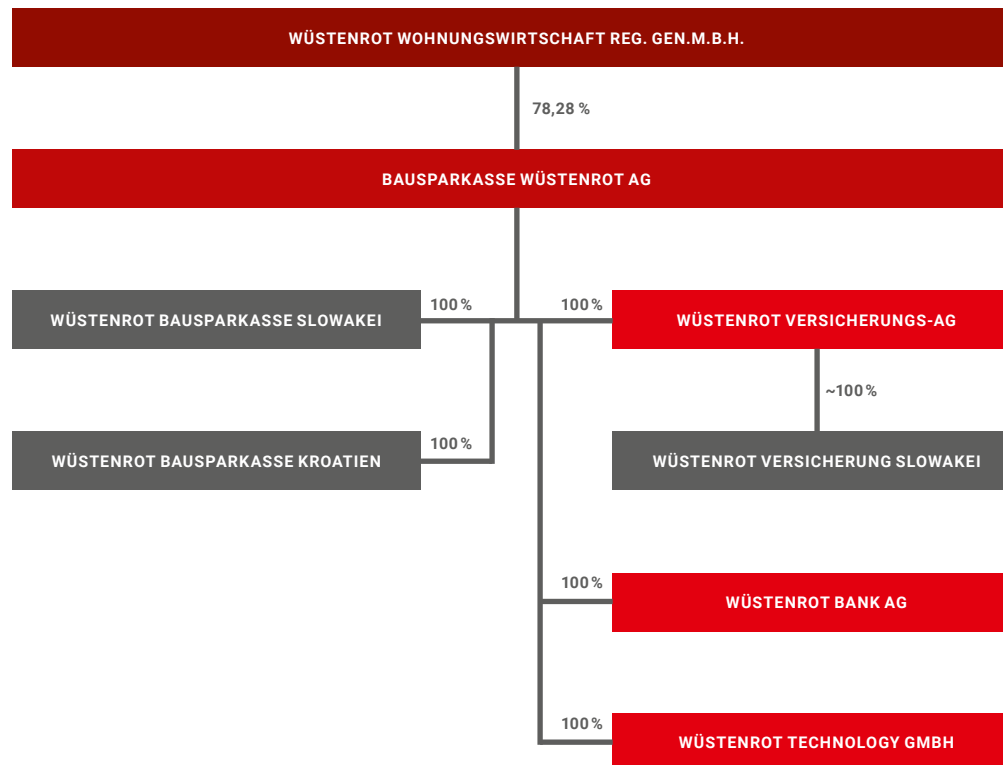 WÜSTENROT WOHNUNGSWIRTSCHAFT REG. GEN.M.B.H.
78,28 %
BAUSPARKASSE WÜSTENROT AG
100 %
100 %
WÜSTENROT BAUSPARKASSE SLOWAKEI
WÜSTENROT VERSICHERUNGS-AG
~100 %
100 %
WÜSTENROT BAUSPARKASSE KROATIEN
WÜSTENROT VERSICHERUNG SLOWAKEI
100 %
WÜSTENROT BANK AG
100 %
WÜSTENROT TECHNOLOGY GMBH